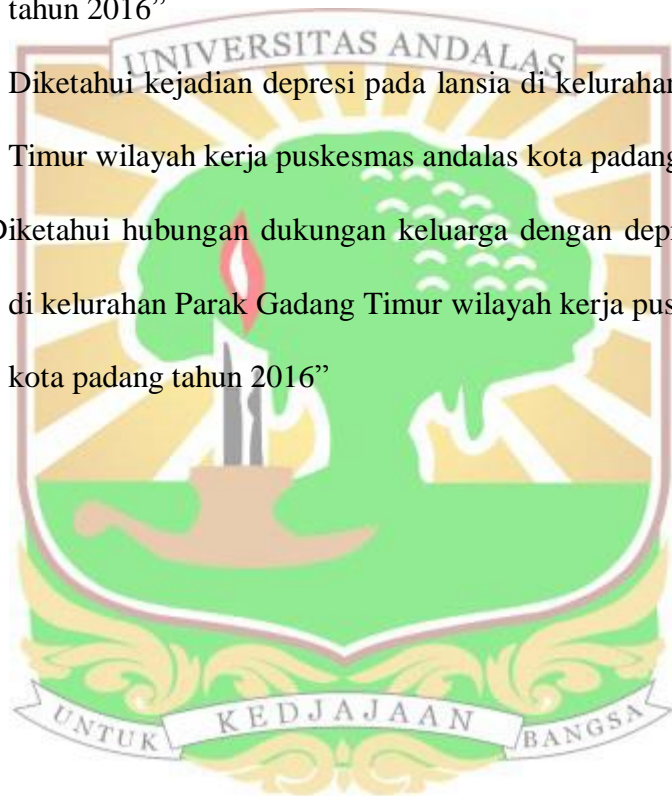 tahun 2016”
UNIVERSITAS ANDALAS
Diketahui kejadian depresi pada lansia di kelurahan
Timur wilayah kerja puskesmas andalas kota padang
Diketahui hubungan dukungan keluarga dengan dep
di kelurahan Parak Gadang Timur wilayah kerja pus
kota padang tahun 2016”
UNTUK KEDJAJAAN BANGSA